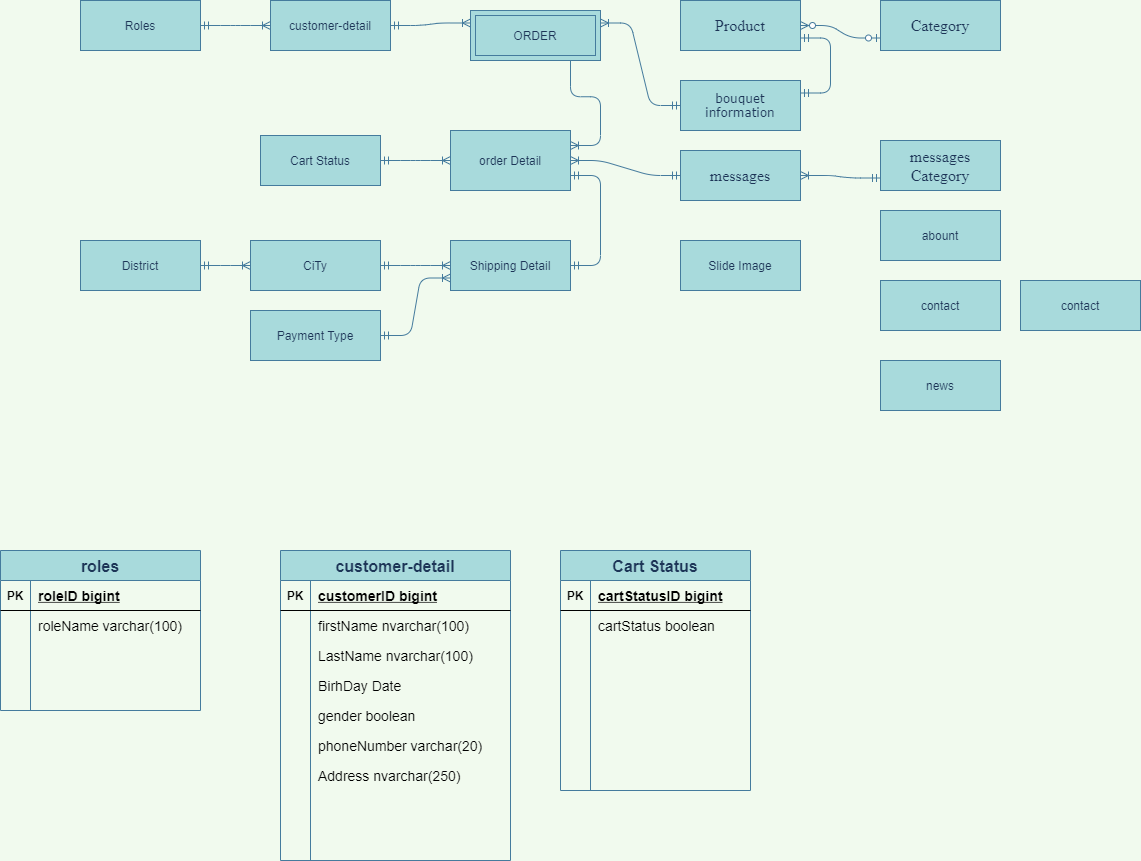 Roles
customer-detail
ORDER
Product
Category
bouquet
information
Cart Status
order Detail
messages
messages
Category
abount
District
CiTy
Shipping Detail
Slide Image
contact
contact
Payment Type
news
roles
PK roleID bigint
roleName varchar(100)
customer-detail
PK customerID bigint
firstName nvarchar(100)
LastName nvarchar(100)
BirhDay Date
gender boolean
phoneNumber varchar(20)
Address nvarchar(250)
Cart Status
PK cartStatusID bigint
cartStatus boolean